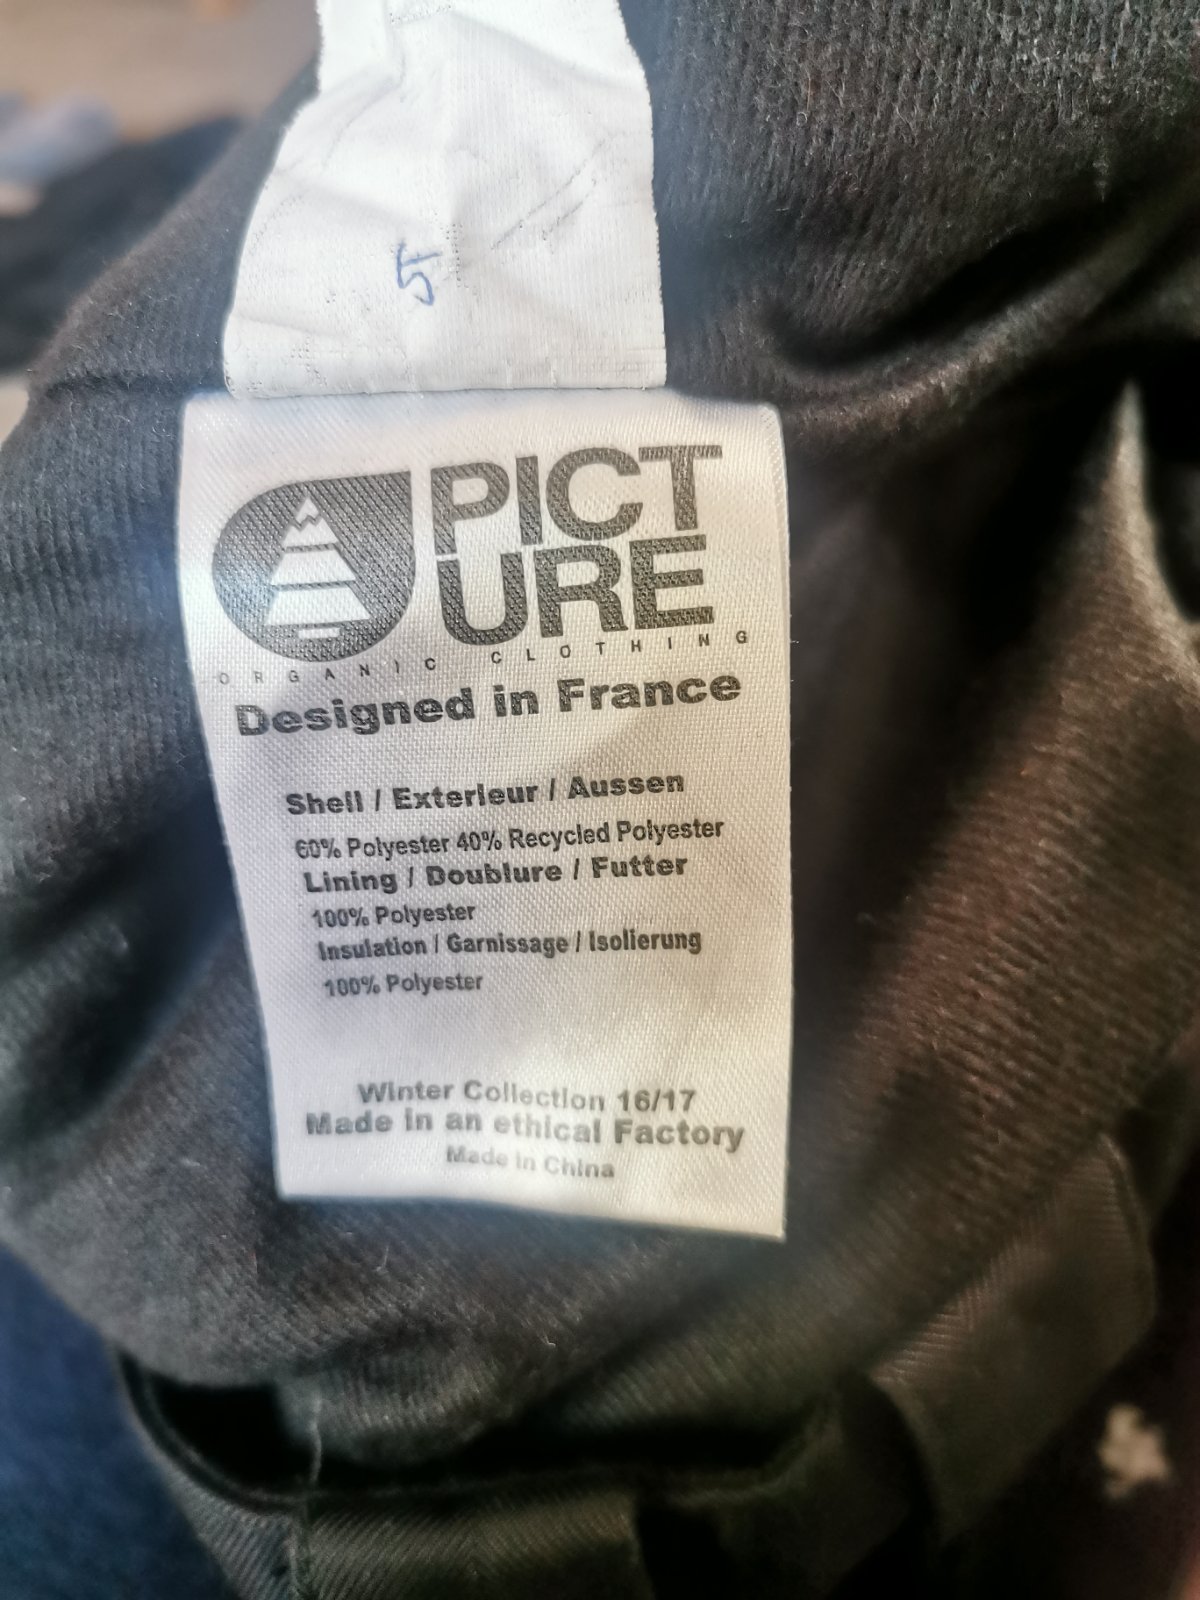 PICT
URE
ORGANIC CLOTHING
Designed in France
Shell / Exterieur / Aussen
60% Polyester 40% Recycled Polyester
Lining / Doublure / Futter
100% Polyester
Insulation / Garnissage / Isolierung
100% Polyester
Winter Collection 16/17
Made in an ethical Factory
Made in China